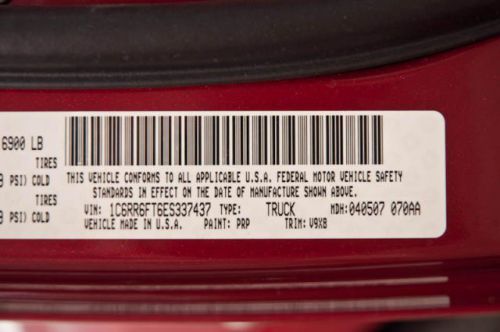 6900 LB
TIRES
PSI) COLD
TIRES
PSI) COLD
THIS VEHICLE CONFORMS TO ALL APPLICABLE U.S.A. FEDERAL MOTOR VEHICLE SAFETY
STANDARDS IN EFFECT ON THE DATE OF MANUFACTURE SHOWN ABOVE.
VIN: 1C6RR6FT6ES337437 TYPE: TRUCK MDH: 040507 070AA
VEHICLE MADE IN U.S.A. PAINT: PRP TRIM: V9X8